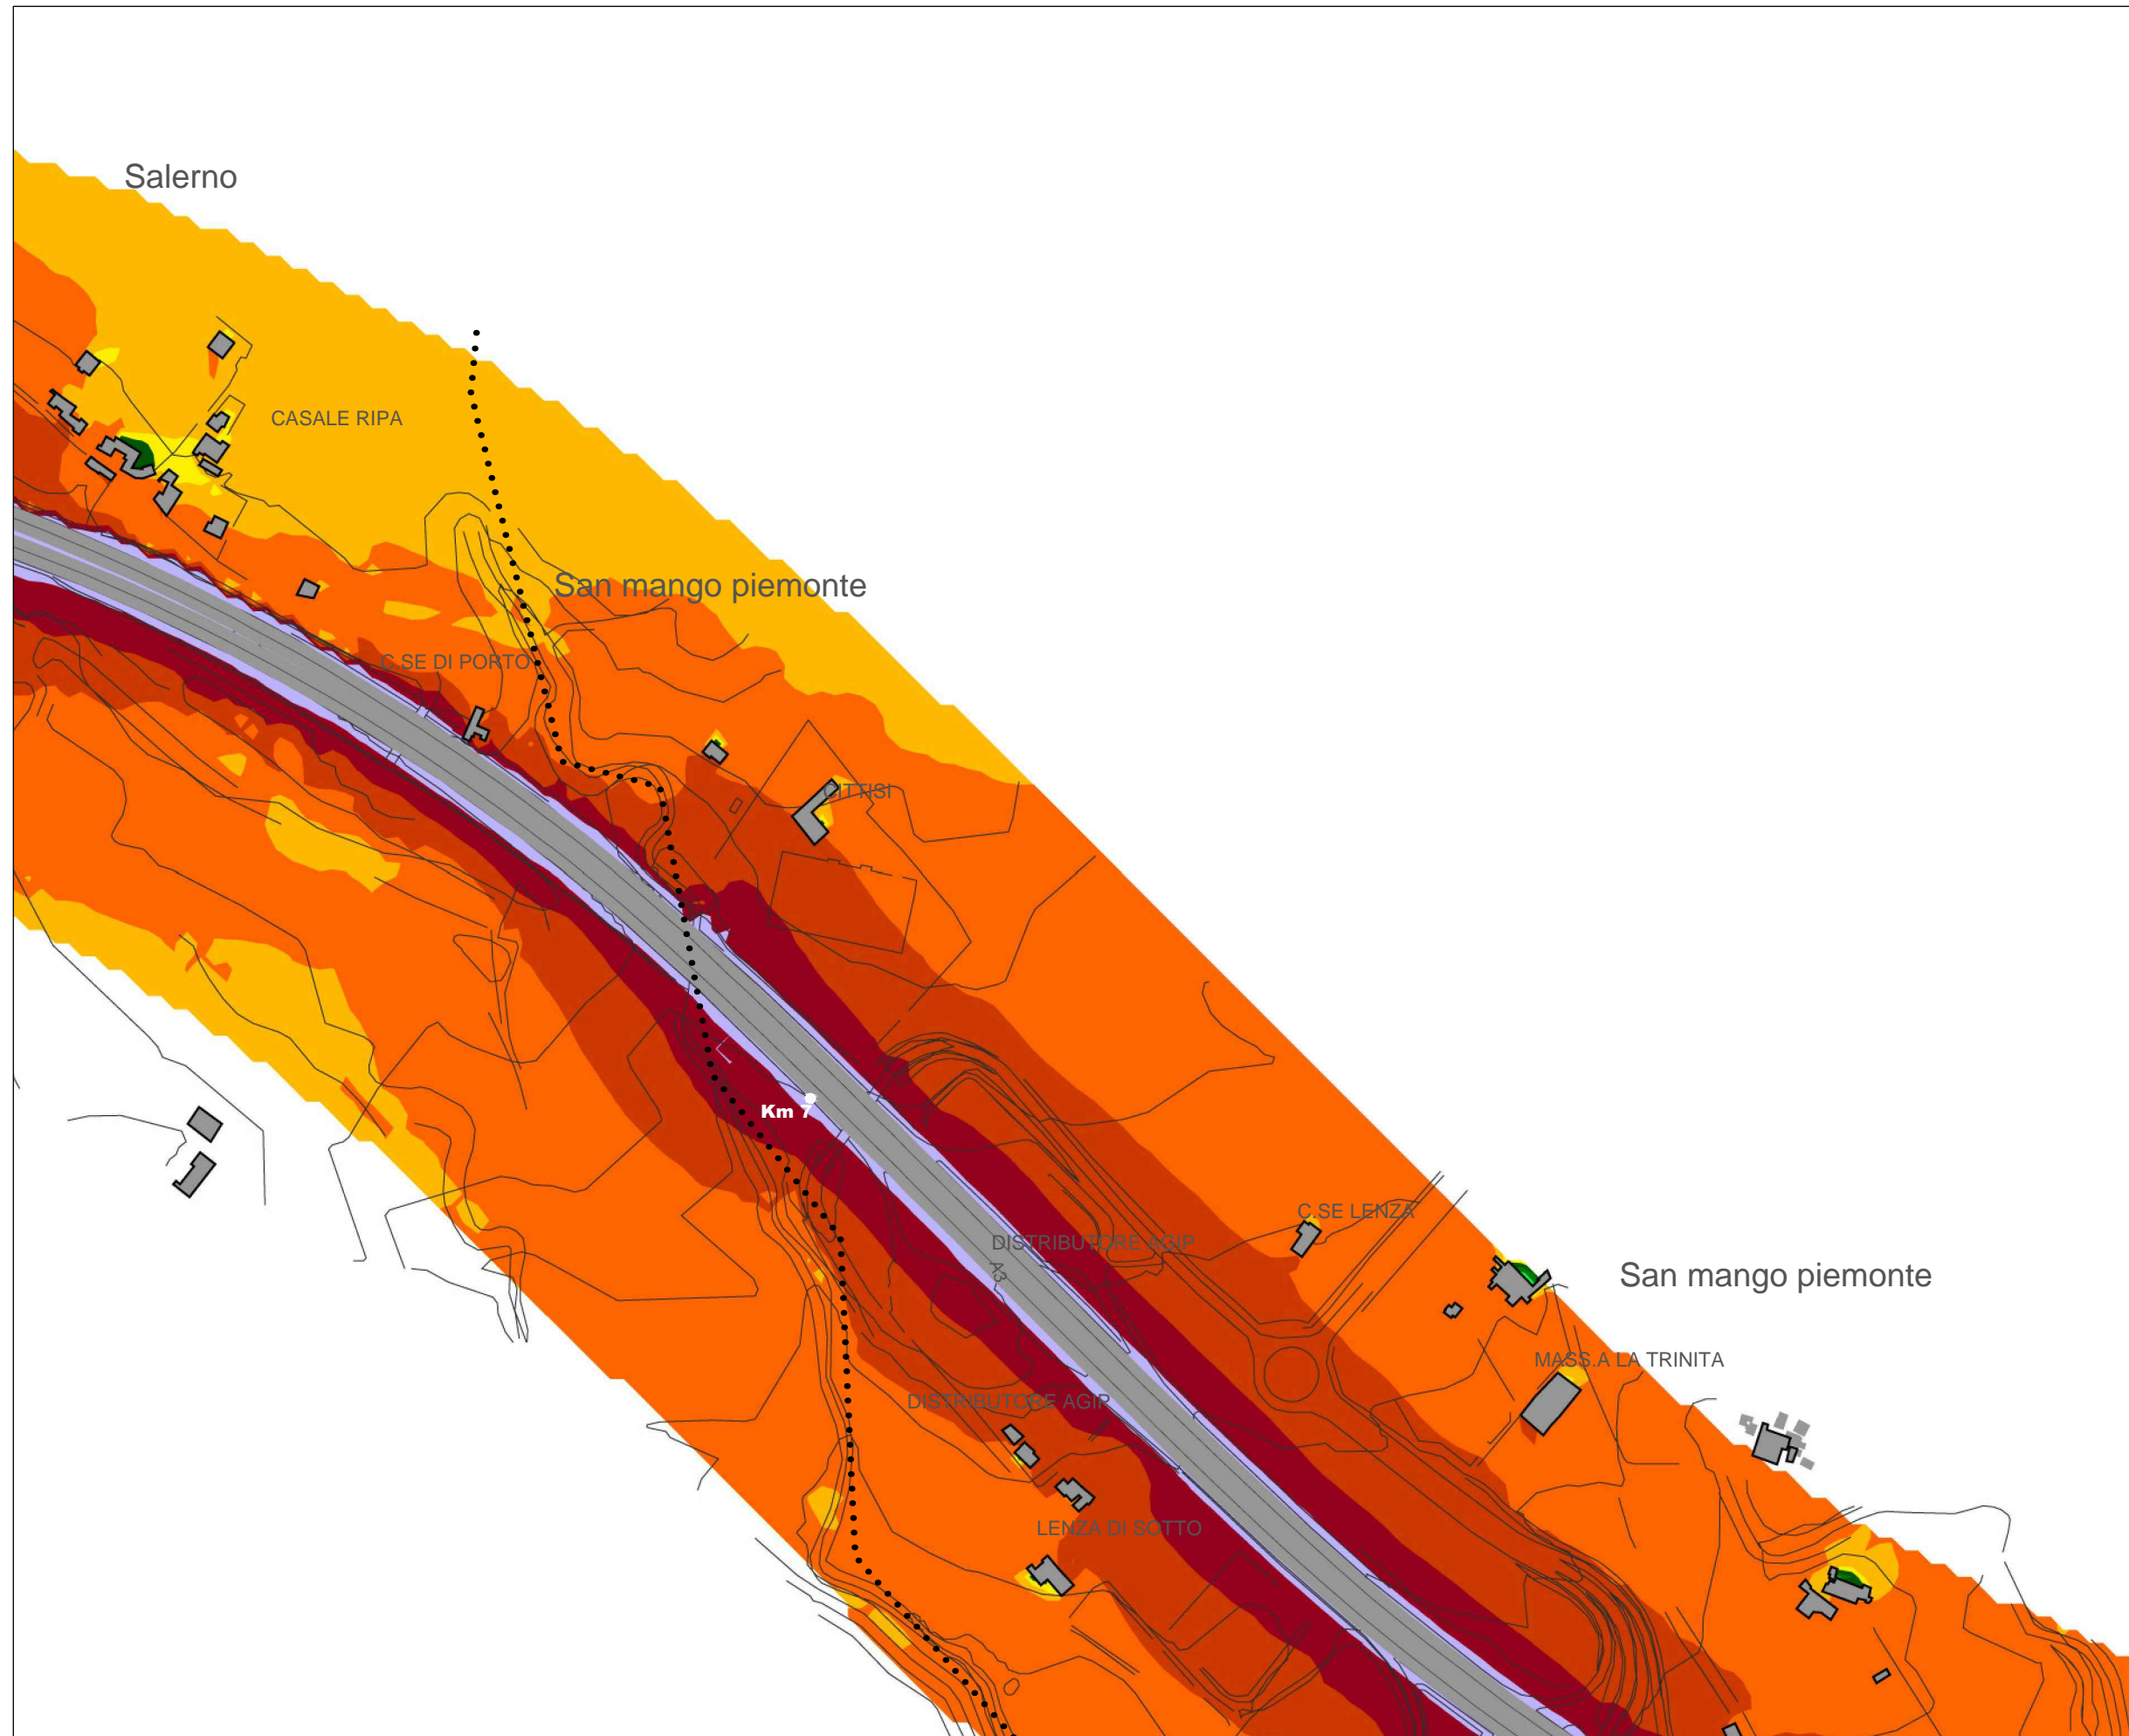 Salerno
CASALE RIPA
San mango piemonte
C.SE DI PORTO
CITTISI
Km 7
C.SE LENZA
DISTRIBUTORE AGIP
A3
San mango piemonte
MASS.A LA TRINITA
DISTRIBUTORE AGIP
LENZA DI SOTTO